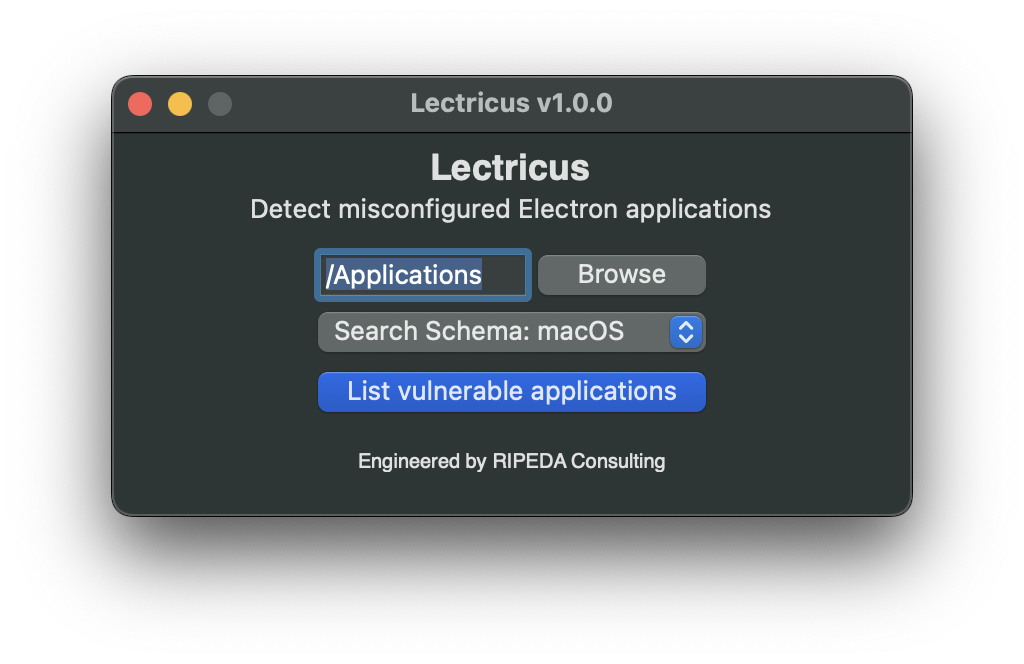 Lectricus v1.0.0
Lectricus
Detect misconfigured Electron applications
/Applications Browse
Search Schema: macOS
List vulnerable applications
Engineered by RIPEDA Consulting